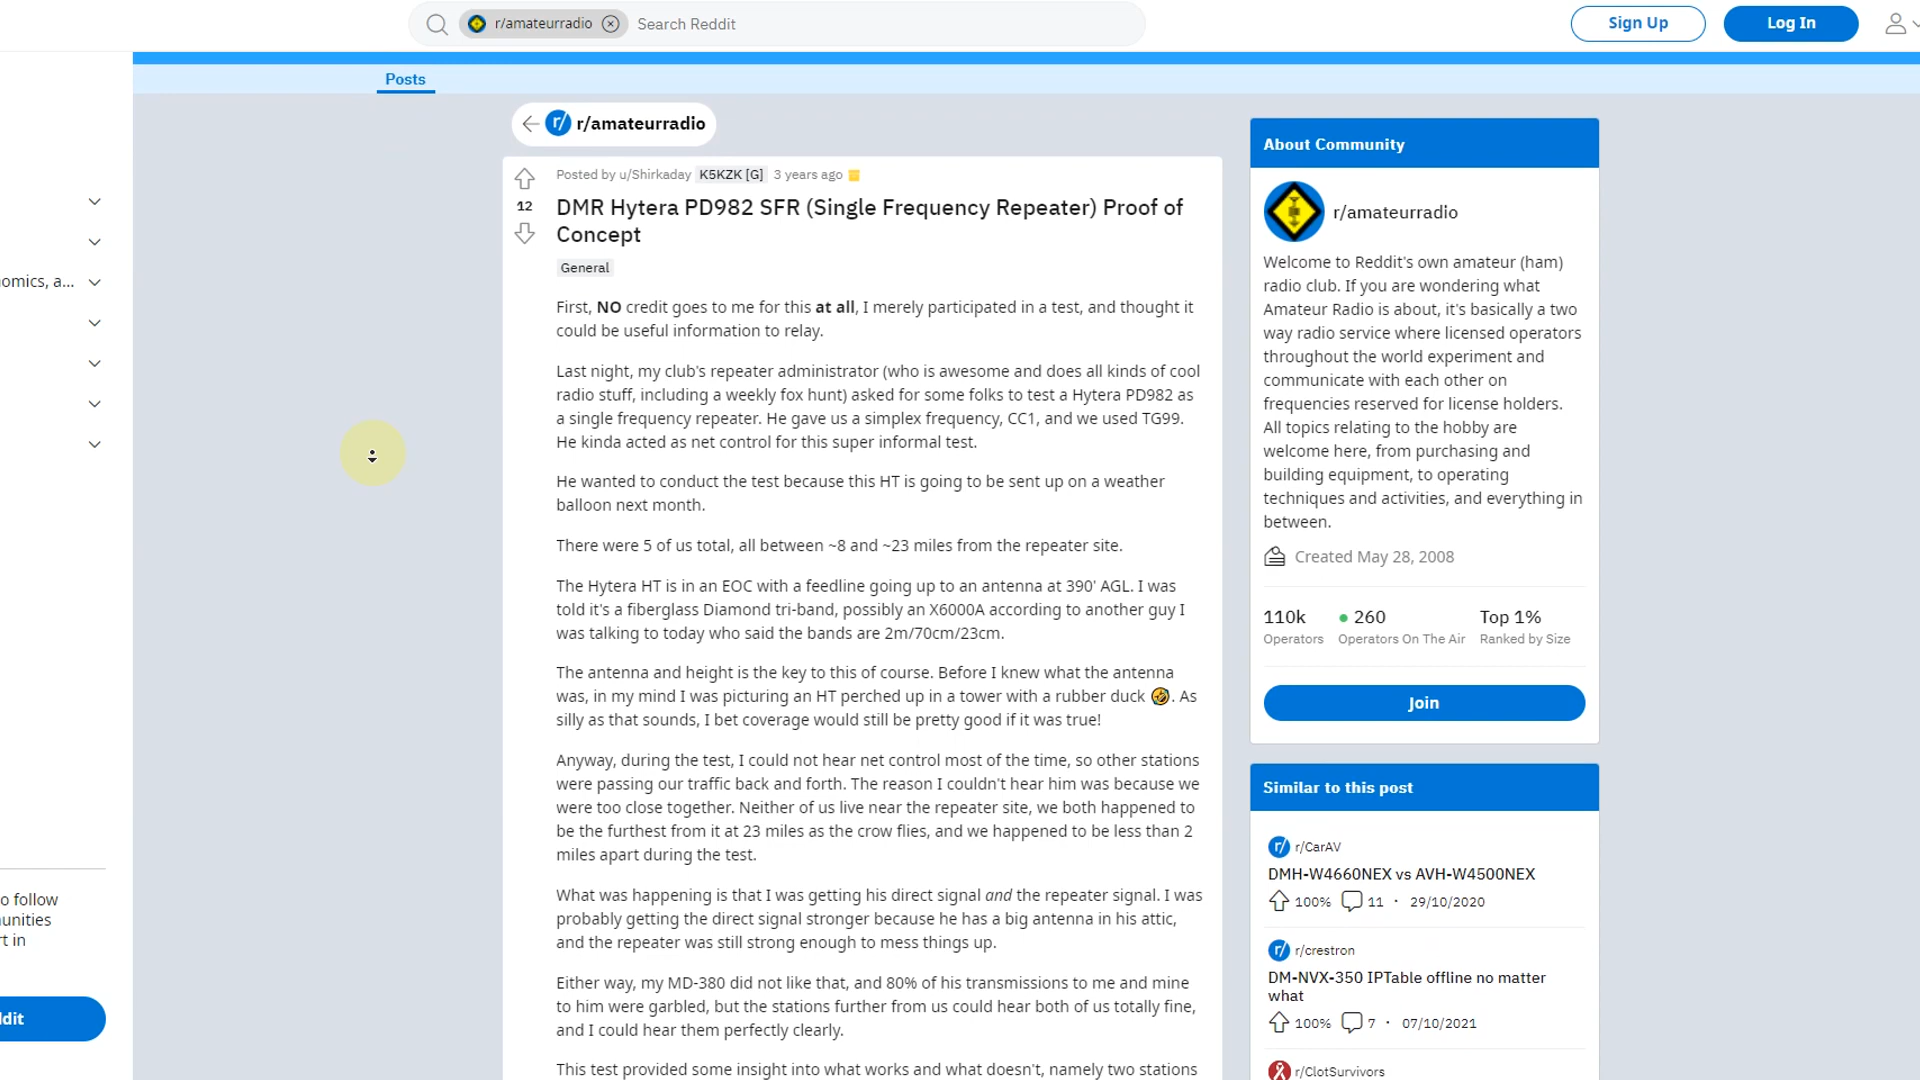 r/amateurradio Search Reddit
Sign Up
Log In
Posts
r/amateurradio
Posted by u/Shirkaday K5KZK [G] 3 years ago
12
DMR Hytera PD982 SFR (Single Frequency Repeater) Proof of
Concept
General
First, NO credit goes to me for this at all, I merely participated in a test, and thought it
could be useful information to relay.
Last night, my club's repeater administrator (who is awesome and does all kinds of cool
radio stuff, including a weekly fox hunt) asked for some folks to test a Hytera PD982 as
a single frequency repeater. He gave us a simplex frequency, CC1, and we used TG99.
He kinda acted as net control for this super informal test.
He wanted to conduct the test because this HT is going to be sent up on a weather
balloon next month.
There were 5 of us total, all between ~8 and ~23 miles from the repeater site.
The Hytera HT is in an EOC with a feedline going up to an antenna at 390' AGL. I was
told it's a fiberglass Diamond tri-band, possibly an X6000A according to another guy I
was talking to today who said the bands are 2m/70cm/23cm.
The antenna and height is the key to this of course. Before I knew what the antenna
was, in my mind I was picturing an HT perched up in a tower with a rubber duck 🤣. As
silly as that sounds, I bet coverage would still be pretty good if it was true!
Anyway, during the test, I could not hear net control most of the time, so other stations
were passing our traffic back and forth. The reason I couldn't hear him was because we
were too close together. Neither of us live near the repeater site, we both happened to
be the furthest from it at 23 miles as the crow flies, and we happened to be less than 2
miles apart during the test.
What was happening is that I was getting his direct signal and the repeater signal. I was
probably getting the direct signal stronger because he has a big antenna in his attic,
and the repeater was still strong enough to mess things up.
Either way, my MD-380 did not like that, and 80% of his transmissions to me and mine
to him were garbled, but the stations further from us could hear both of us totally fine,
and I could hear them perfectly clearly.
This test provided some insight into what works and what doesn't, namely two stations
omics, a...
o follow
unities
t in
ddit
About Community
r/amateurradio
Welcome to Reddit's own amateur (ham)
radio club. If you are wondering what
Amateur Radio is about, it's basically a two
way radio service where licensed operators
throughout the world experiment and
communicate with each other on
frequencies reserved for license holders.
All topics relating to the hobby are
welcome here, from purchasing and
building equipment, to operating
techniques and activities, and everything in
between.
Created May 28, 2008
110k 260 Top 1%
Operators Operators On The Air Ranked by Size
Join
Similar to this post
r/CarAV
DMH-W4660NEX vs AVH-W4500NEX
100% 11 · 29/10/2020
r/crestron
DM-NVX-350 IPTable offline no matter
what
100% 7 · 07/10/2021
r/ClotSurvivors